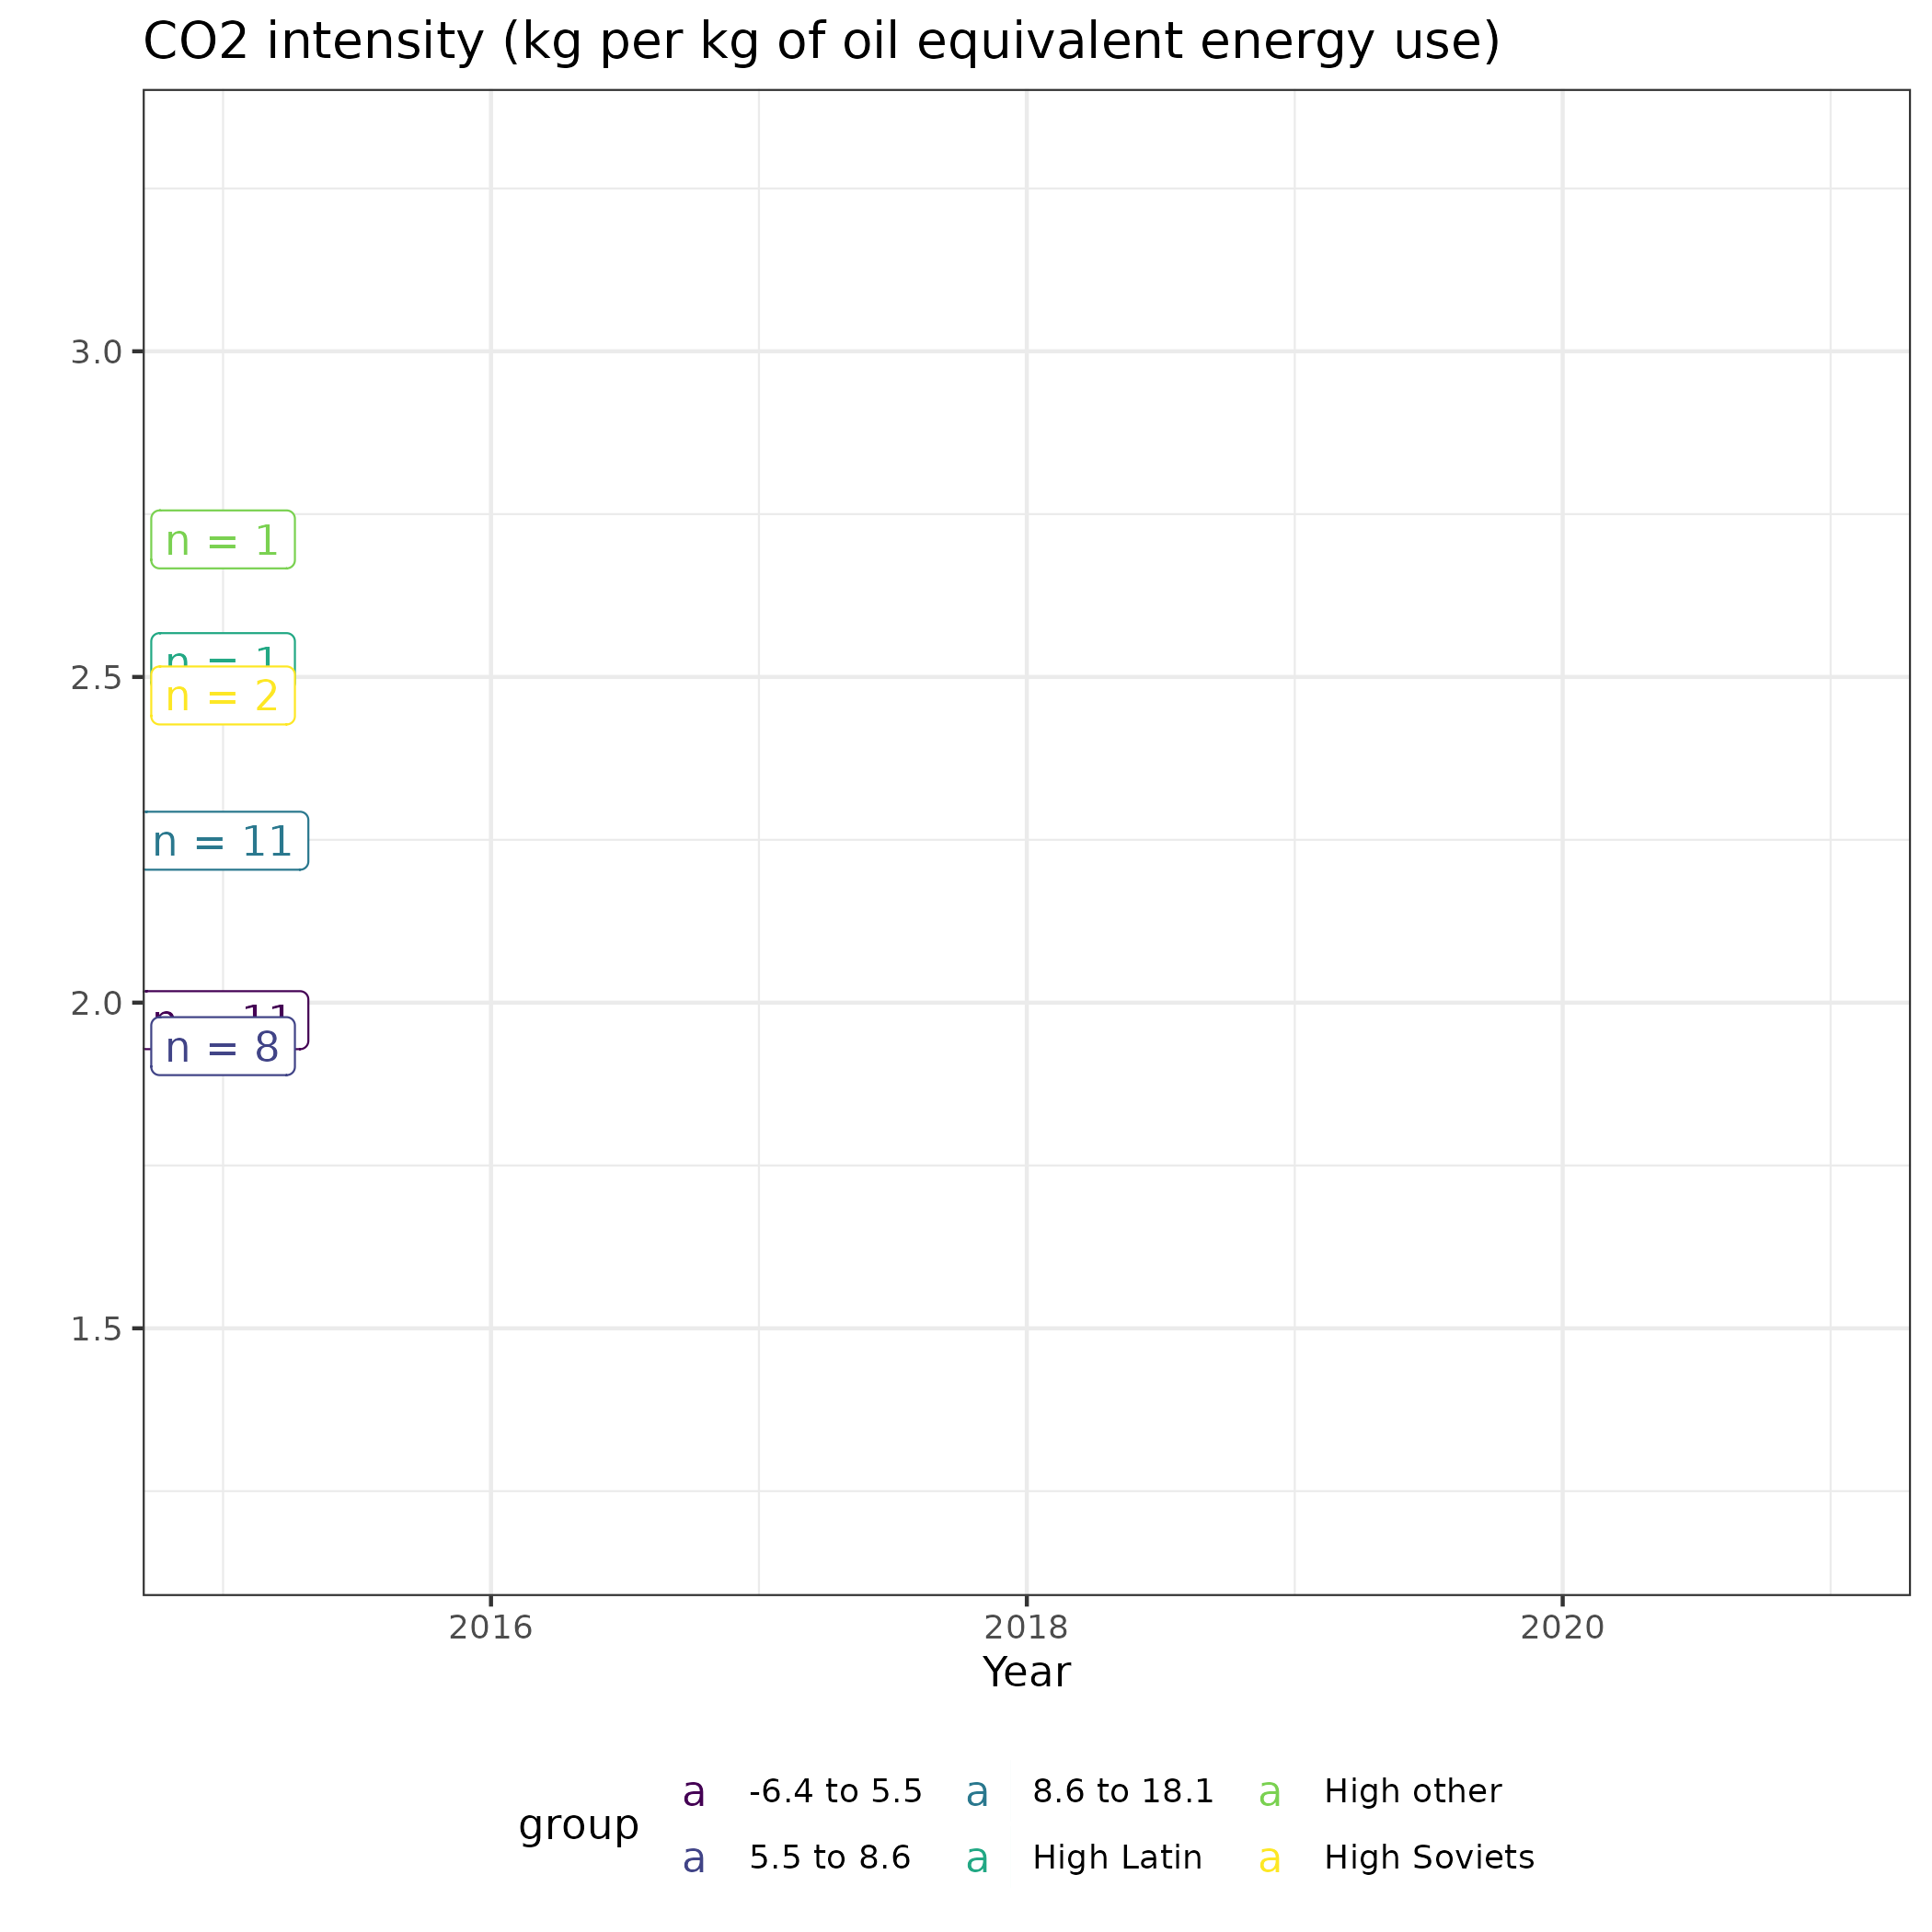 CO2 intensity (kg per kg of oil equivalent energy use)
3.0
n = 1
n = 1
2.5
n = 2
n = 11
2.0
n = 11
n = 8
1.5
2016 2018 2020
Year
group
a -6.4 to 5.5 a 8.6 to 18.1 a High other
a 5.5 to 8.6 a High Latin a High Soviets